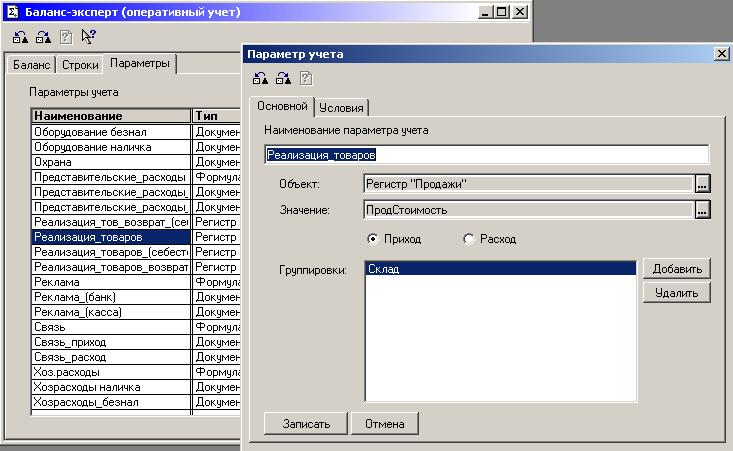 Баланс-эксперт (оперативный учет)
Баланс Строки Параметры
Параметры учета
Наименование Тип
Оборудование безнал Докумен
Оборудование наличка Докумен
Охрана Докумен
Представительские_расходы Формула
Представительские_расходы_ Докумен
Представительские_расходы_ Докумен
Реализация_тов_возврат_(се Регистр
Реализация_товаров Регистр
Реализация_товаров_(себест Регистр
Реализация_товаров_возврат Регистр
Реклама Формула
Реклама_(банк) Докумен
Реклама_(касса) Докумен
Связь Формула
Связь_приход Докумен
Связь_расход Докумен
Хоз.расходы Формула
Хозрасходы наличка Докумен
Хозрасходы_безнал Докумен
Параметр учета
Основной Условия
Наименование параметра учета
Реализация_товаров
Объект: Регистр "Продажи" ...
Значение: ПродСтоимость ...
Приход Расход
Группировки: Склад Добавить
Удалить
Записать Отмена